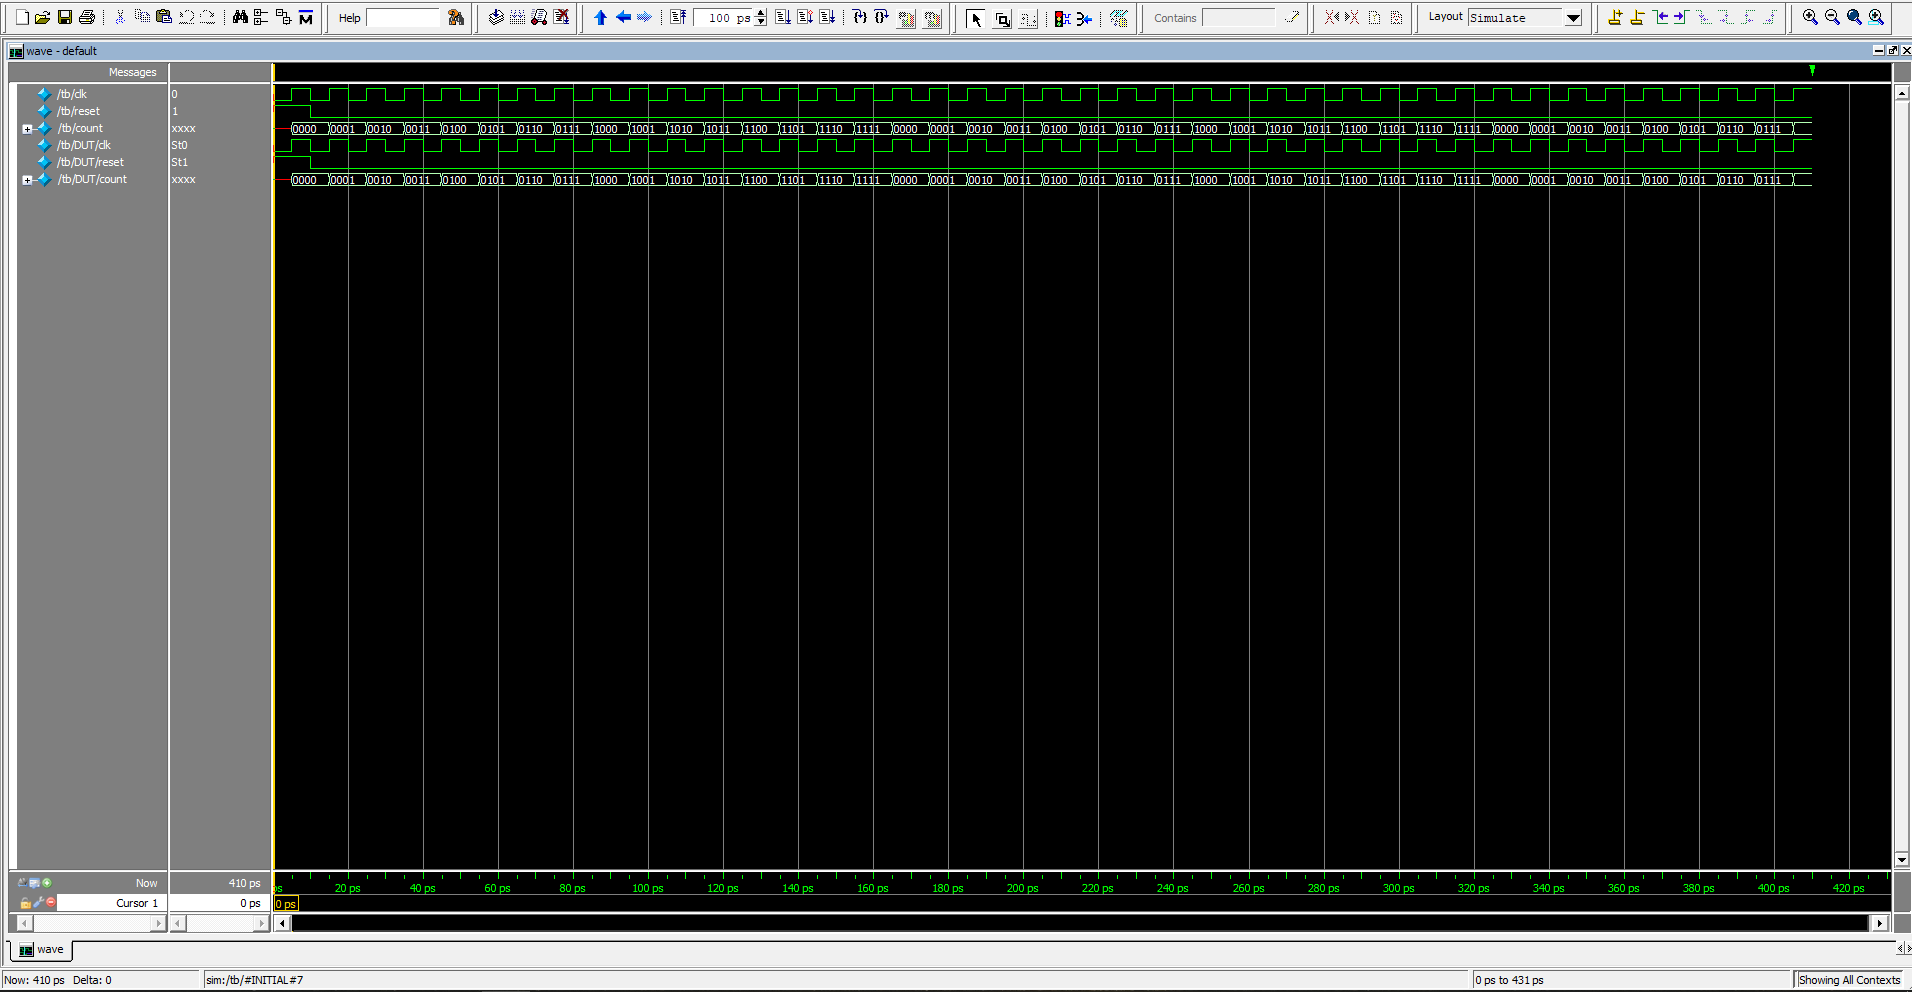 Help 100 ps Contains Layout Simulate
wave - default
Messages
/tb/clk 0
/tb/reset 1
/tb/count xxxx 0000 0001 0010 0011 0100 0101 0110 0111 1000 1001 1010 1011 1100 1101 1110 1111 0000 0001 0010 0011 0100 0101 0110 0111 1000 1001 1010 1011 1100 1101 1110 1111 0000 0001 0010 0011 0100 0101 0110 0111
/tb/DUT/clk St0
/tb/DUT/reset St1
/tb/DUT/count xxxx 0000 0001 0010 0011 0100 0101 0110 0111 1000 1001 1010 1011 1100 1101 1110 1111 0000 0001 0010 0011 0100 0101 0110 0111 1000 1001 1010 1011 1100 1101 1110 1111 0000 0001 0010 0011 0100 0101 0110 0111
Now 410 ps 20 ps 40 ps 60 ps 80 ps 100 ps 120 ps 140 ps 160 ps 180 ps 200 ps 220 ps 240 ps 260 ps 280 ps 300 ps 320 ps 340 ps 360 ps 380 ps 400 ps 420 ps
Cursor 1 0 ps 0 ps
wave
Now: 410 ps Delta: 0 sim:/tb/#INITIAL#7 0 ps to 431 ps Showing All Contexts